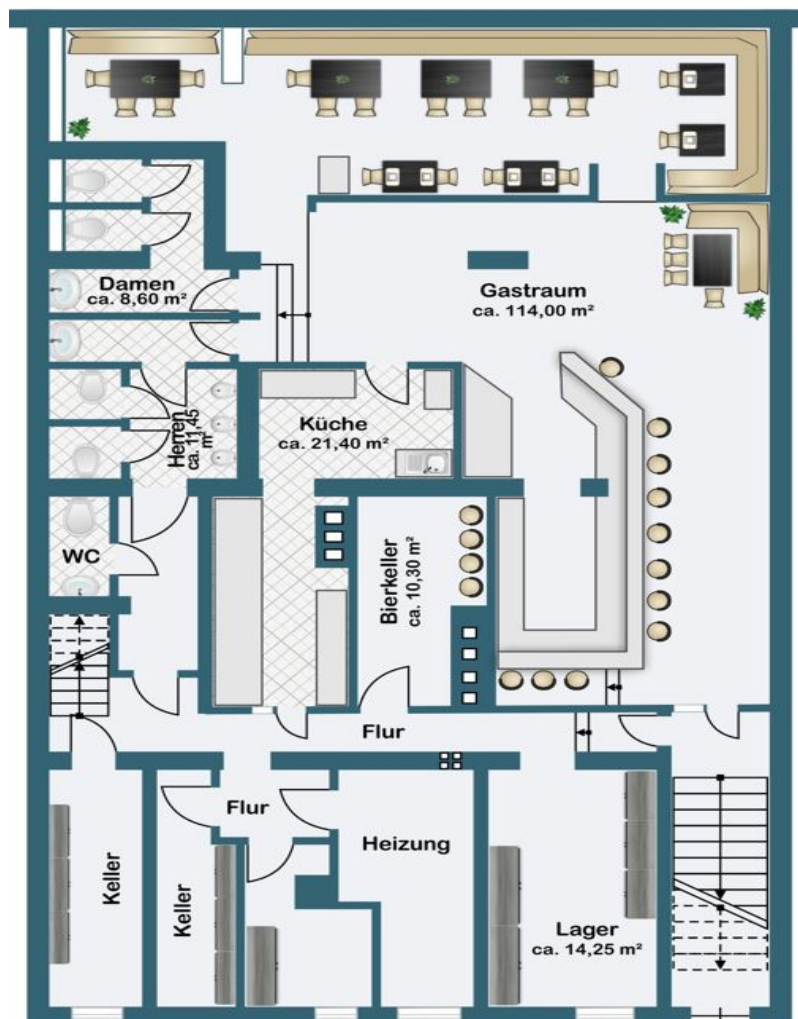 Damen
ca. 8,60 m²
Gastraum
ca. 114,00 m²
Herren
ca. 11,45
m²
Küche
ca. 21,40 m²
WC
Bierkeller
ca. 10,30 m²
Flur
Flur
Heizung
Keller
Keller
Lager
ca. 14,25 m²